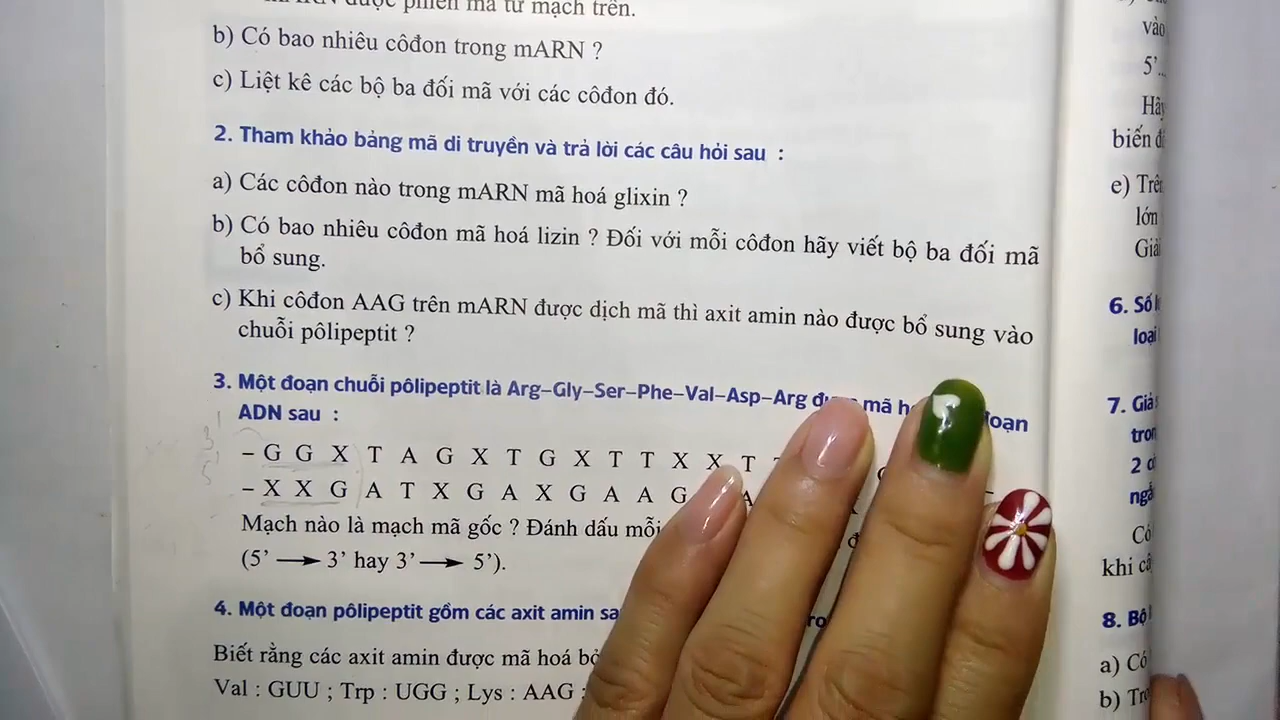 được phiên mã từ mạch trên.
b) Có bao nhiêu côđon trong mARN ?
c) Liệt kê các bộ ba đối mã với các côđon đó.
2. Tham khảo bảng mã di truyền và trả lời các câu hỏi sau :
a) Các côđon nào trong mARN mã hoá glixin ?
b) Có bao nhiêu côđon mã hoá lizin ? Đối với mỗi côđon hãy viết bộ ba đối mã
bổ sung.
c) Khi côđon AAG trên mARN được dịch mã thì axit amin nào được bổ sung vào
chuỗi pôlipeptit ?
3. Một đoạn chuỗi pôlipeptit là Arg–Gly–Ser–Phe–Val–Asp–Arg mã
ADN sau :
– G G X T A G X T G X T T X X T
– X X G A T X G A X G A A G
Mạch nào là mạch mã gốc ? Đánh dấu mỗi
(5’ → 3’ hay 3’ → 5’).
4. Một đoạn pôlipeptit gồm các axit amin
Biết rằng các axit amin được mã hoá
Val : GUU ; Trp : UGG ; Lys : AAG ;
vào
5’...
biến
e)
lớn
6. Số
loại
7. Giả
2
khi
8. Bộ
a) Có
b)